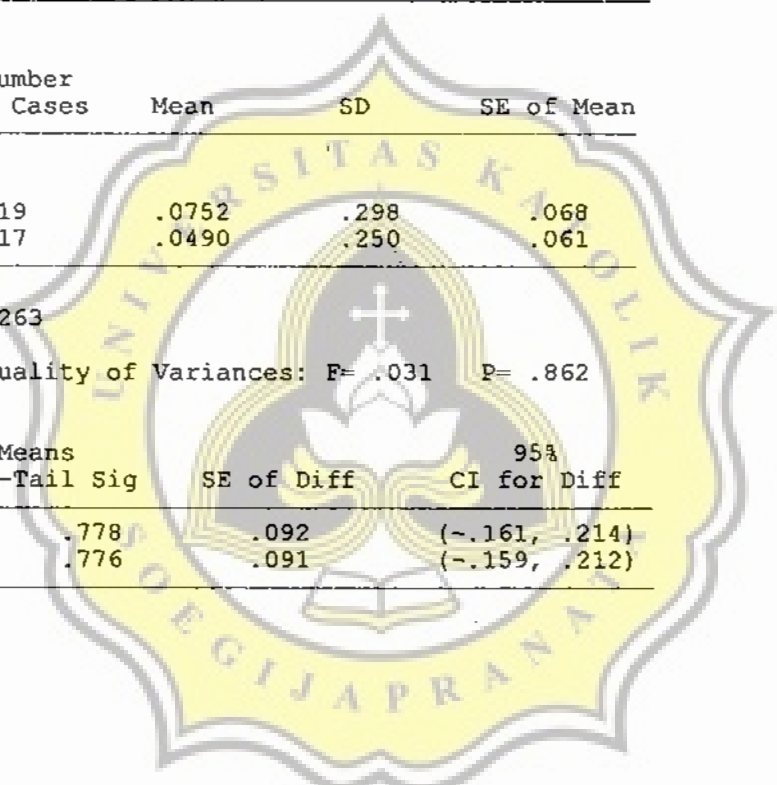 umber
Cases Mean SD SE of Mean
19 .0752 .298 .068
17 .0490 .250 .061
263
uality of Variances: F= .031 P= .862
Means 95%
-Tail Sig SE of Diff CI for Diff
.778 .092 (-.161, .214)
.776 .091 (-.159, .212)
UNIVERSITAS KATOLIK
SOEGIJAPRANATA